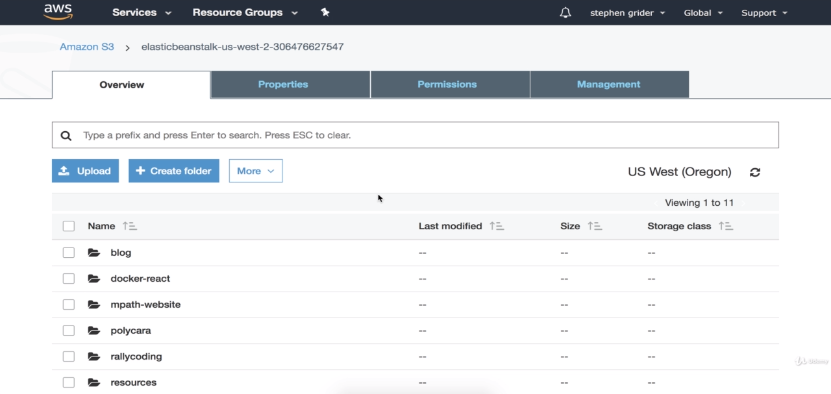 aws Services Resource Groups stephen grider Global Support
Amazon S3 > elasticbeanstalk-us-west-2-306476627547
Overview Properties Permissions Management
Type a prefix and press Enter to search. Press ESC to clear.
Upload + Create folder More US West (Oregon)
Viewing 1 to 11
Name Last modified Size Storage class
blog -- -- --
docker-react -- -- --
mpath-website -- -- --
polycara -- -- --
rallycoding -- -- --
resources -- -- --
Udemy